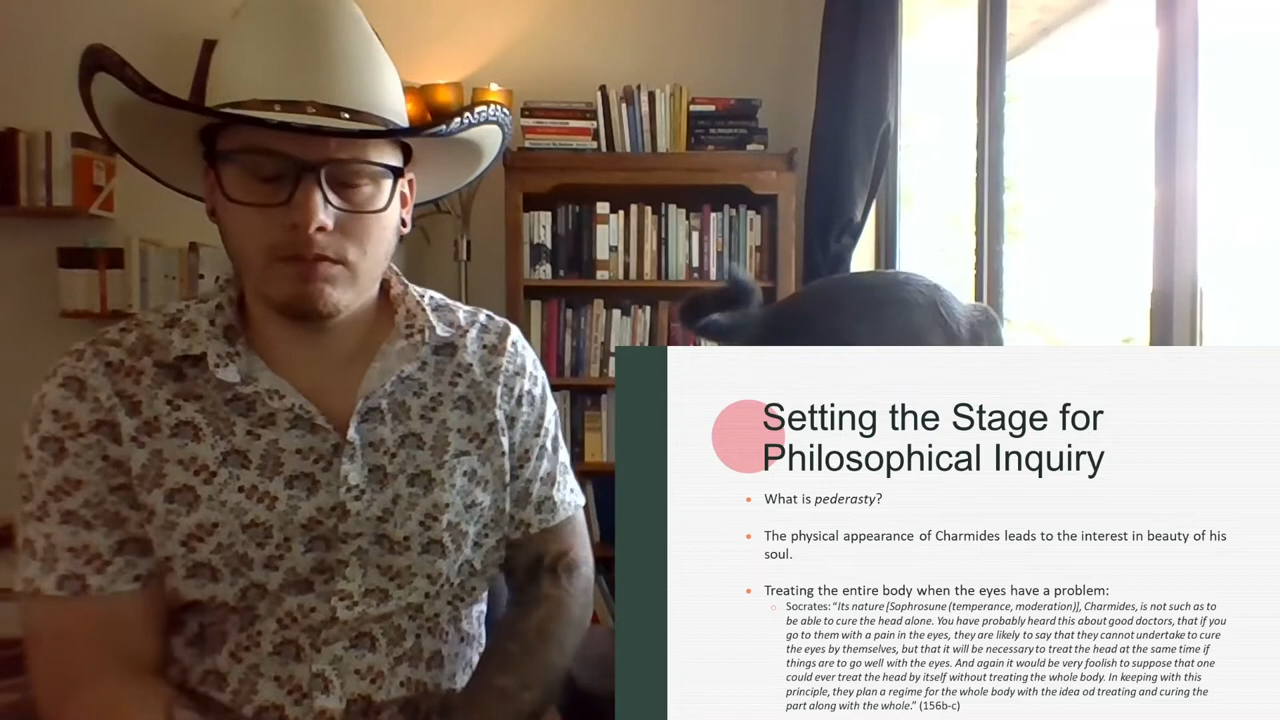 Setting the Stage for
Philosophical Inquiry
What is pederasty?
The physical appearance of Charmides leads to the interest in beauty of his
soul.
Treating the entire body when the eyes have a problem:
Socrates: “Its nature [Sophrosune (temperance, moderation)], Charmides, is not such as to
be able to cure the head alone. You have probably heard this about good doctors, that if you
go to them with a pain in the eyes, they are likely to say that they cannot undertake to cure
the eyes by themselves, but that it will be necessary to treat the head at the same time if
things are to go well with the eyes. And again it would be very foolish to suppose that one
could ever treat the head by itself without treating the whole body. In keeping with this
principle, they plan a regime for the whole body with the idea od treating and curing the
part along with the whole.” (156b-c)